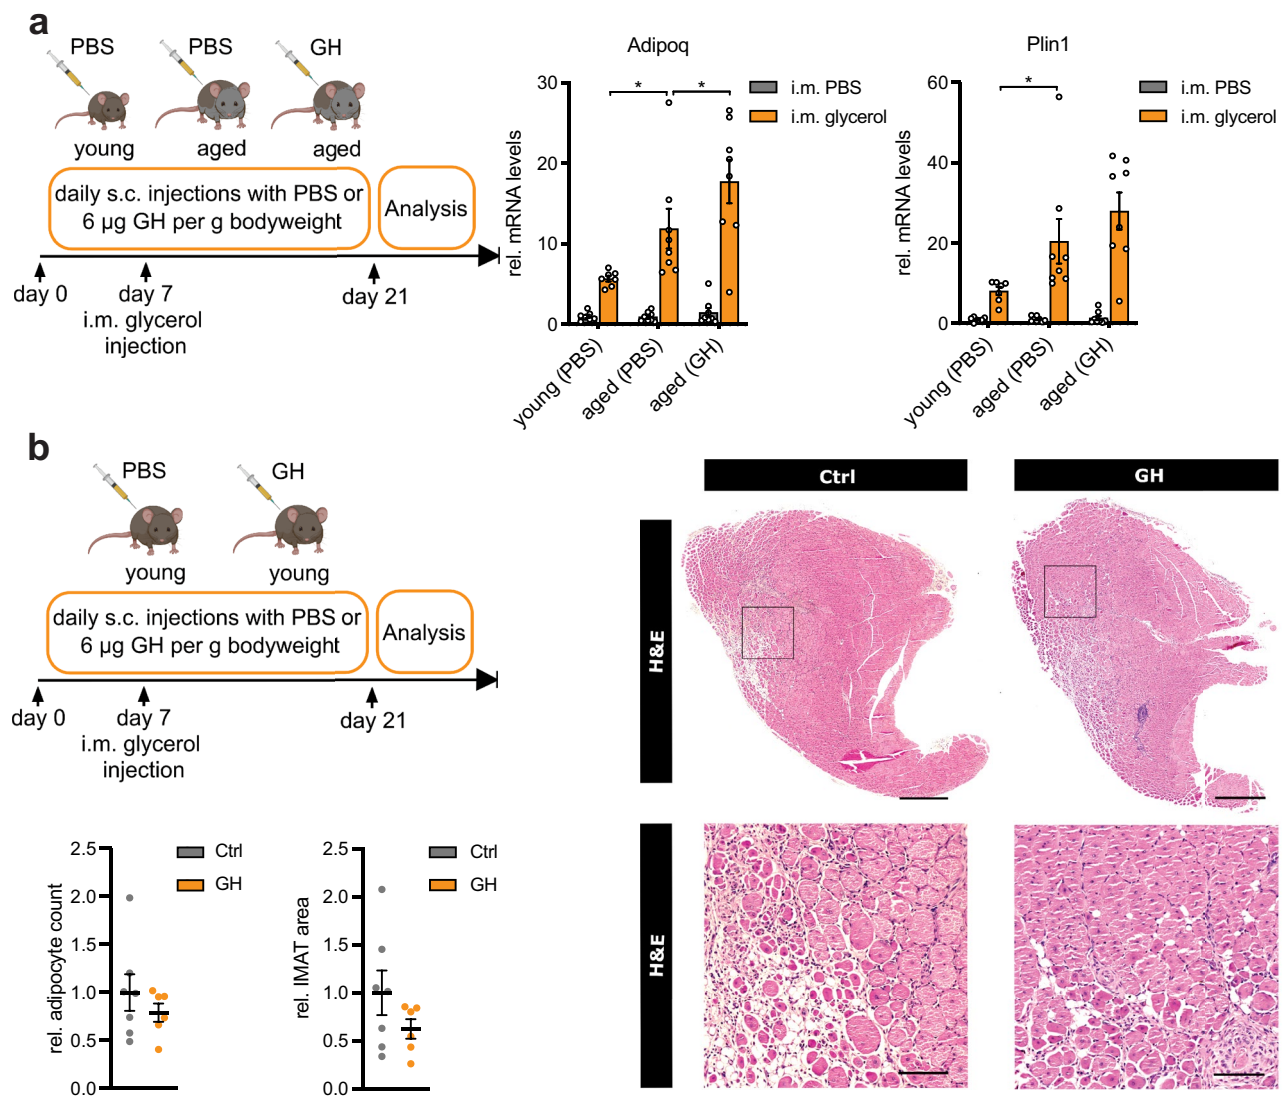 a
PBS
PBS
GH
young
aged
aged
daily s.c. injections with PBS or
6 µg GH per g bodyweight
Analysis
day 0
day 7
i.m. glycerol
injection
day 21
Adipoq
rel. mRNA levels
30
20
10
0
*
*
i.m. PBS
i.m. glycerol
young (PBS)
aged (PBS)
aged (GH)
Plin1
rel. mRNA levels
60
40
20
0
*
i.m. PBS
i.m. glycerol
young (PBS)
aged (PBS)
aged (GH)
b
PBS
GH
young
young
daily s.c. injections with PBS or
6 µg GH per g bodyweight
Analysis
day 0
day 7
i.m. glycerol
injection
day 21
rel. adipocyte count
2.5
2.0
1.5
1.0
0.5
0.0
Ctrl
GH
rel. IMAT area
2.5
2.0
1.5
1.0
0.5
0.0
Ctrl
GH
Ctrl
GH
H&E
H&E